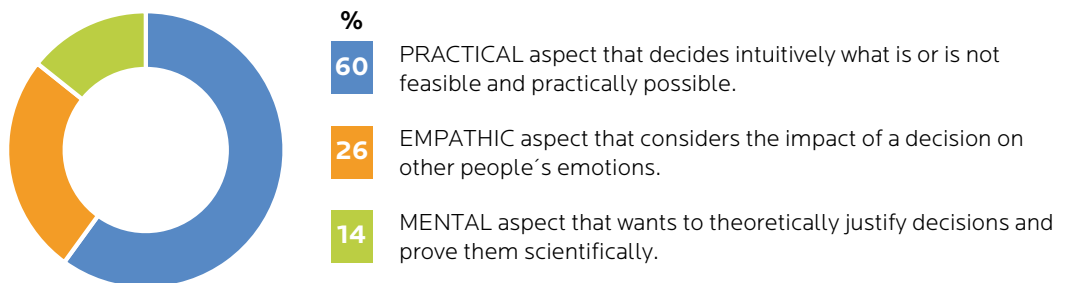 %
60
PRACTICAL aspect that decides intuitively what is or is not
feasible and practically possible.
26
EMPATHIC aspect that considers the impact of a decision on
other people´s emotions.
14
MENTAL aspect that wants to theoretically justify decisions and
prove them scientifically.